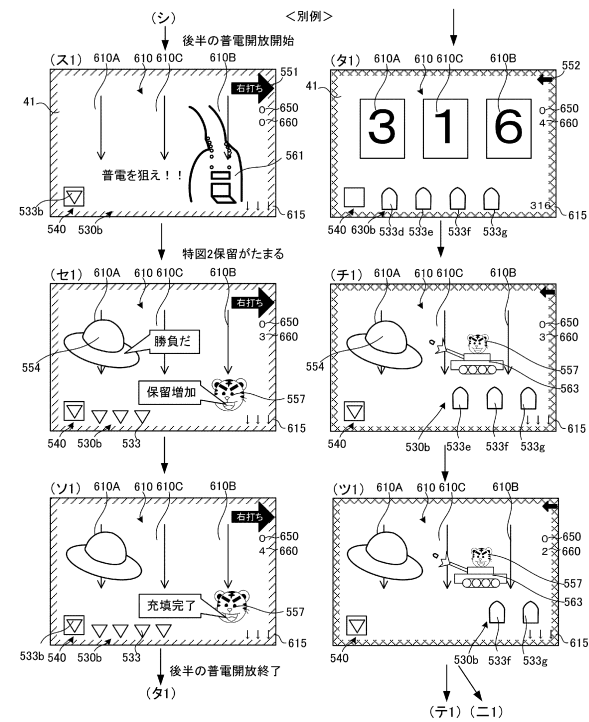 (シ)
＜別例＞
後半の普電開放開始
(ス1)
610A
610
610C
610B
551
右打ち
41
650
0
660
0
561
普電を狙え！！
533b
540
530b
↓↓↓
615
特図2保留がたまる
(セ1)
610A
610
610C
610B
右打ち
650
0
660
3
554
勝負だ
保留増加
557
540
530b
533
↓↓↓
615
(ソ1)
610A
610
610C
610B
右打ち
650
0
660
4
充填完了
557
533b
540
530b
533
↓↓↓
615
後半の普電開放終了
(タ1)
(タ1)
610A
610
610C
610B
552
41
650
0
660
4
3 1 6
316
615
540
630b
533d
533e
533f
533g
(チ1)
610A
610
610C
610B
650
0
660
3
554
557
563
540
530b
533e
533f
533g
↓↓↓
615
(ツ1)
610A
610
610C
610B
650
0
660
2
557
563
540
530b
533f
533g
↓↓↓
615
(テ1)
(ニ1)